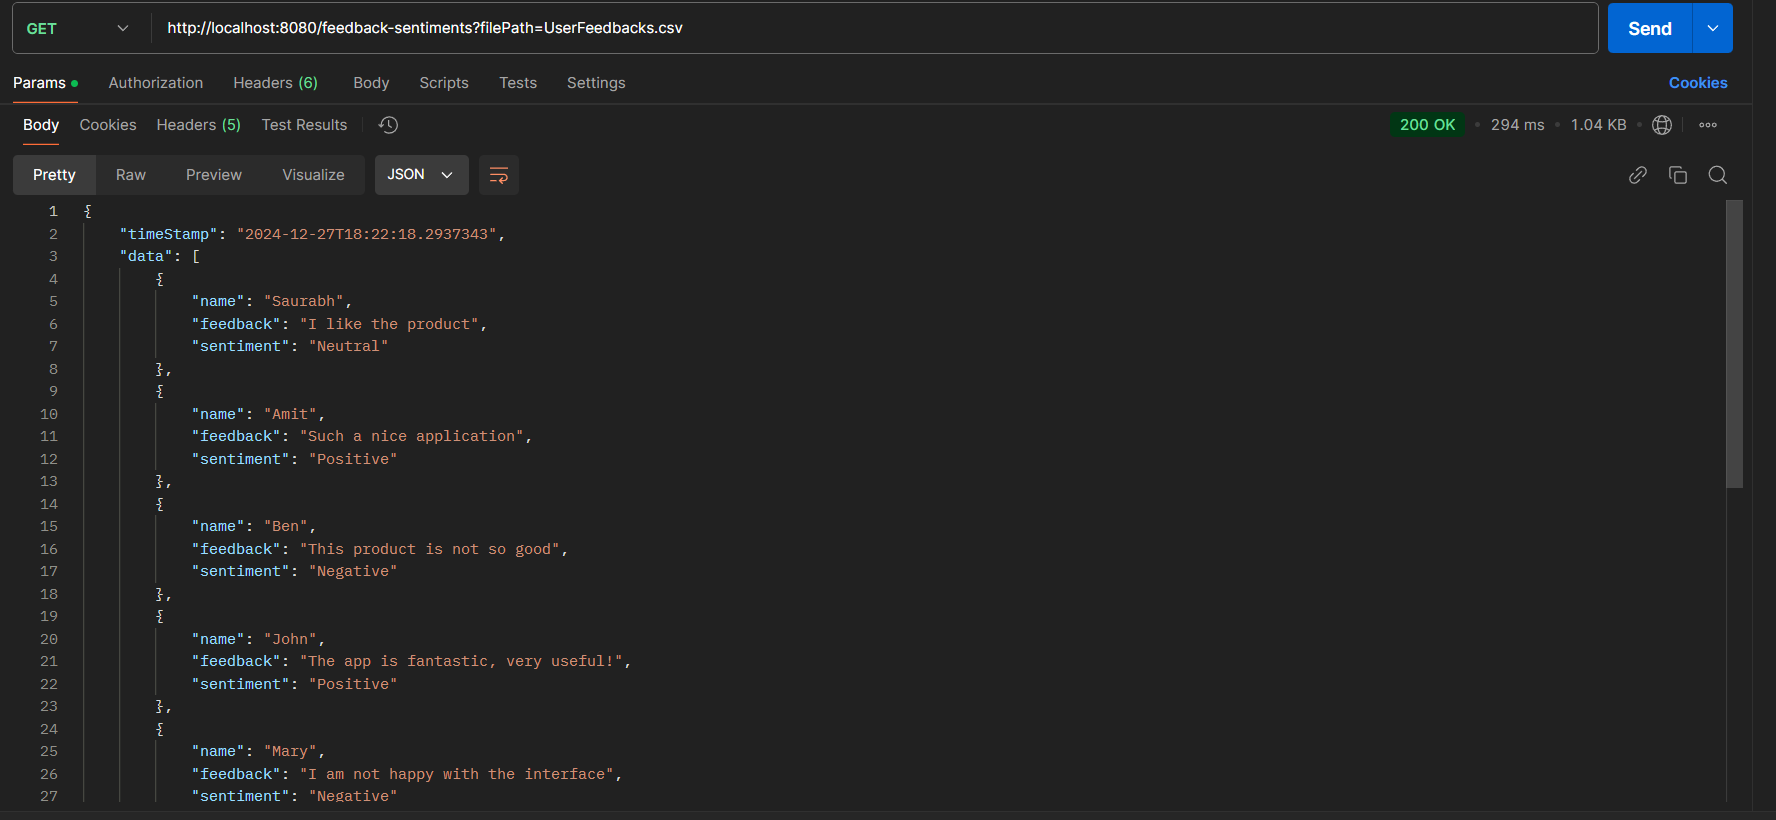 GET http://localhost:8080/feedback-sentiments?filePath=UserFeedbacks.csv Send
Params Authorization Headers (6) Body Scripts Tests Settings Cookies
Body Cookies Headers (5) Test Results 200 OK 294 ms 1.04 KB
Pretty Raw Preview Visualize JSON
1 {
2 "timeStamp": "2024-12-27T18:22:18.2937343",
3 "data": [
4 {
5 "name": "Saurabh",
6 "feedback": "I like the product",
7 "sentiment": "Neutral"
8 },
9 {
10 "name": "Amit",
11 "feedback": "Such a nice application",
12 "sentiment": "Positive"
13 },
14 {
15 "name": "Ben",
16 "feedback": "This product is not so good",
17 "sentiment": "Negative"
18 },
19 {
20 "name": "John",
21 "feedback": "The app is fantastic, very useful!",
22 "sentiment": "Positive"
23 },
24 {
25 "name": "Mary",
26 "feedback": "I am not happy with the interface",
27 "sentiment": "Negative"